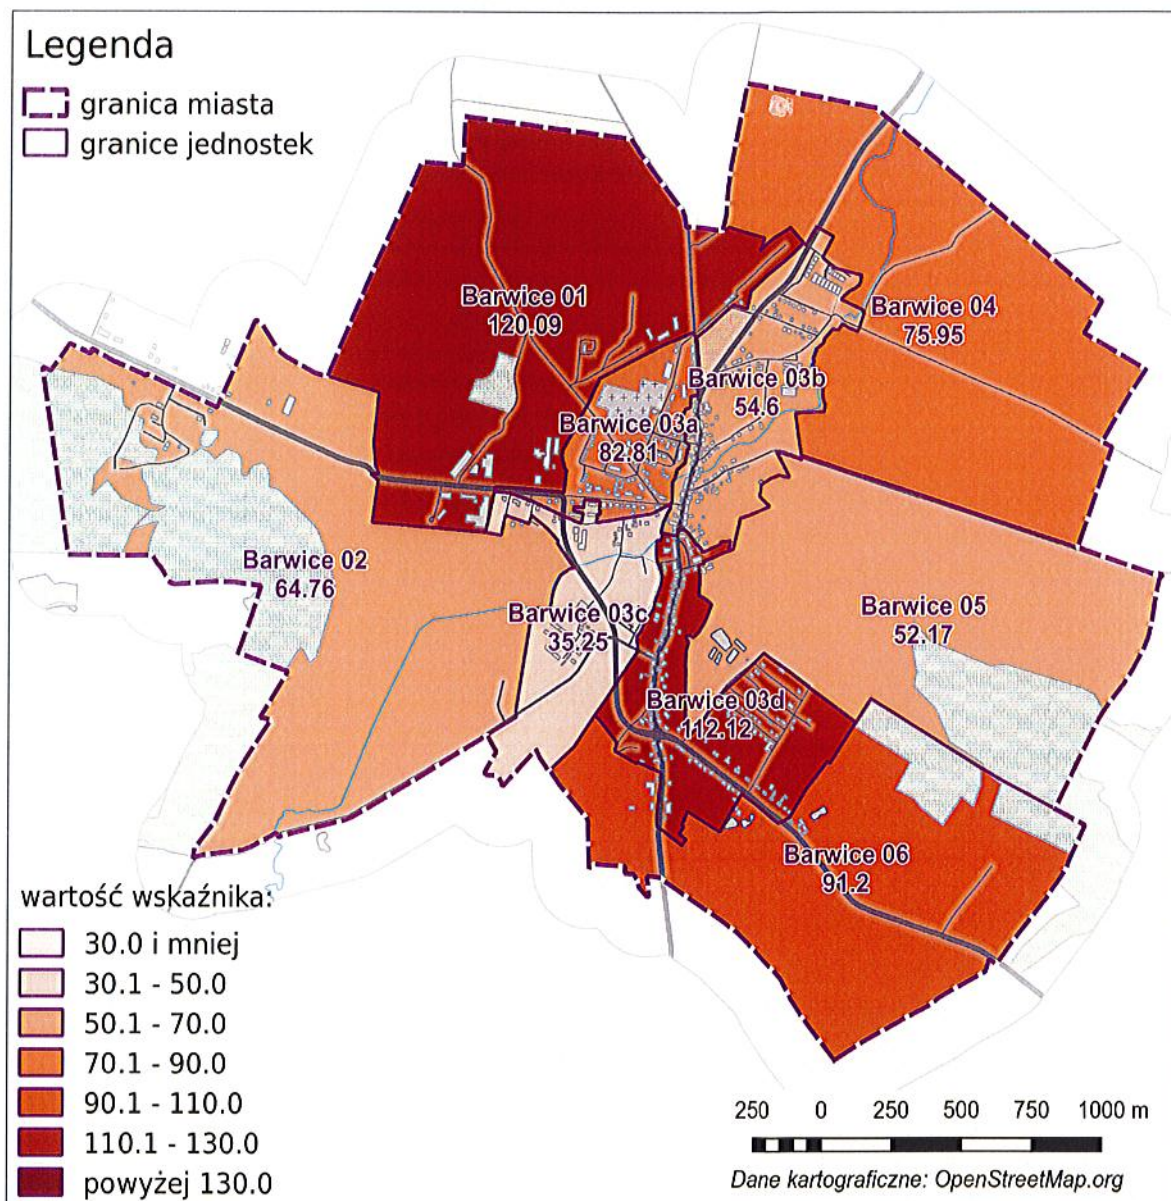 Legenda
granica miasta
granice jednostek
Barwice 01
120.09
Barwice 04
75.95
Barwice 03b
54.6
Barwice 03a
82.81
Barwice 02
64.76
Barwice 05
52.17
Barwice 03c
35.25
Barwice 03d
112.12
Barwice 06
91.2
wartość wskaźnika:
30.0 i mniej
30.1 - 50.0
50.1 - 70.0
70.1 - 90.0
90.1 - 110.0
110.1 - 130.0
powyżej 130.0
250 0 250 500 750 1000 m
Dane kartograficzne: OpenStreetMap.org